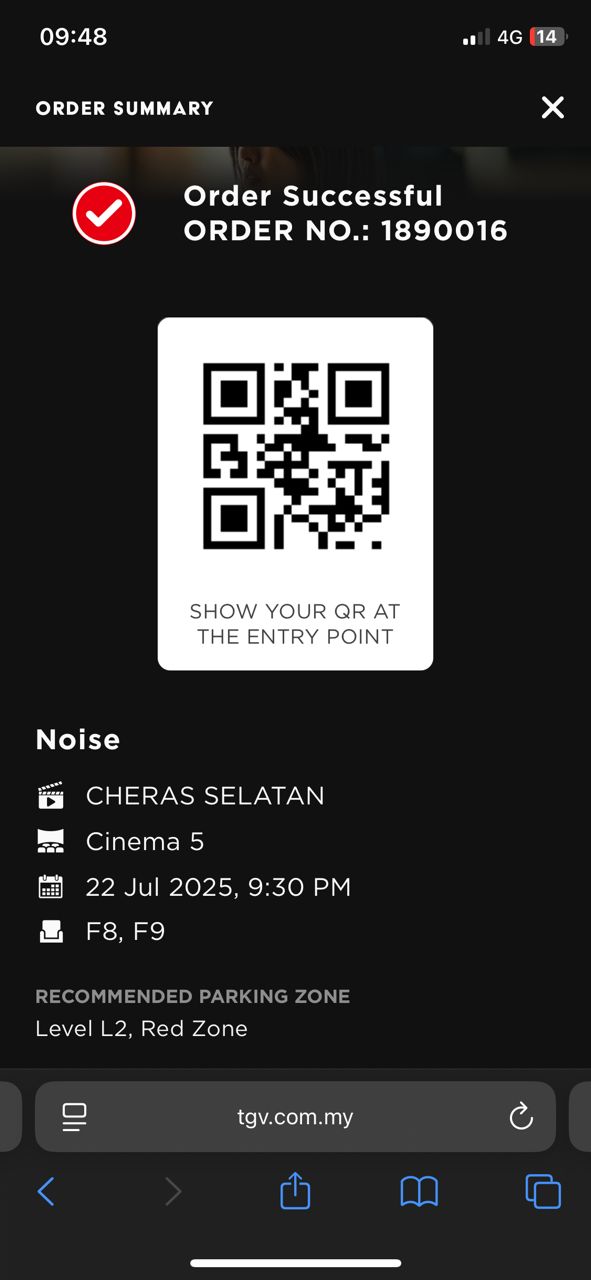 09:48
4G 14
ORDER SUMMARY
Order Successful
ORDER NO.: 1890016
SHOW YOUR QR AT
THE ENTRY POINT
Noise
CHERAS SELATAN
Cinema 5
22 Jul 2025, 9:30 PM
F8, F9
RECOMMENDED PARKING ZONE
Level L2, Red Zone
tgv.com.my